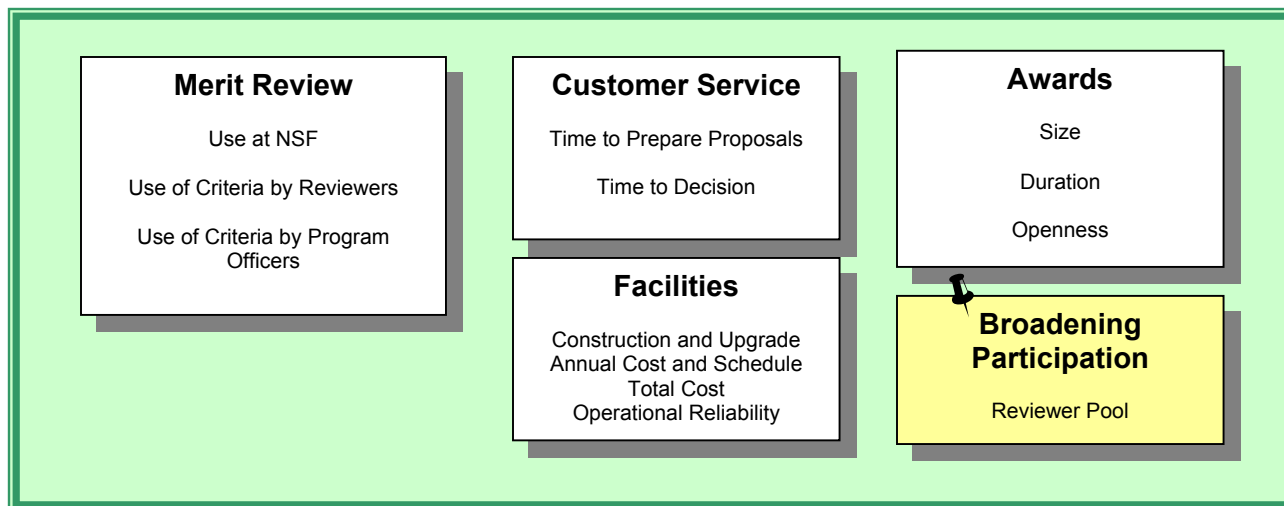 Merit Review
Use at NSF
Use of Criteria by Reviewers
Use of Criteria by Program
Officers
Customer Service
Time to Prepare Proposals
Time to Decision
Facilities
Construction and Upgrade
Annual Cost and Schedule
Total Cost
Operational Reliability
Awards
Size
Duration
Openness
Broadening
Participation
Reviewer Pool